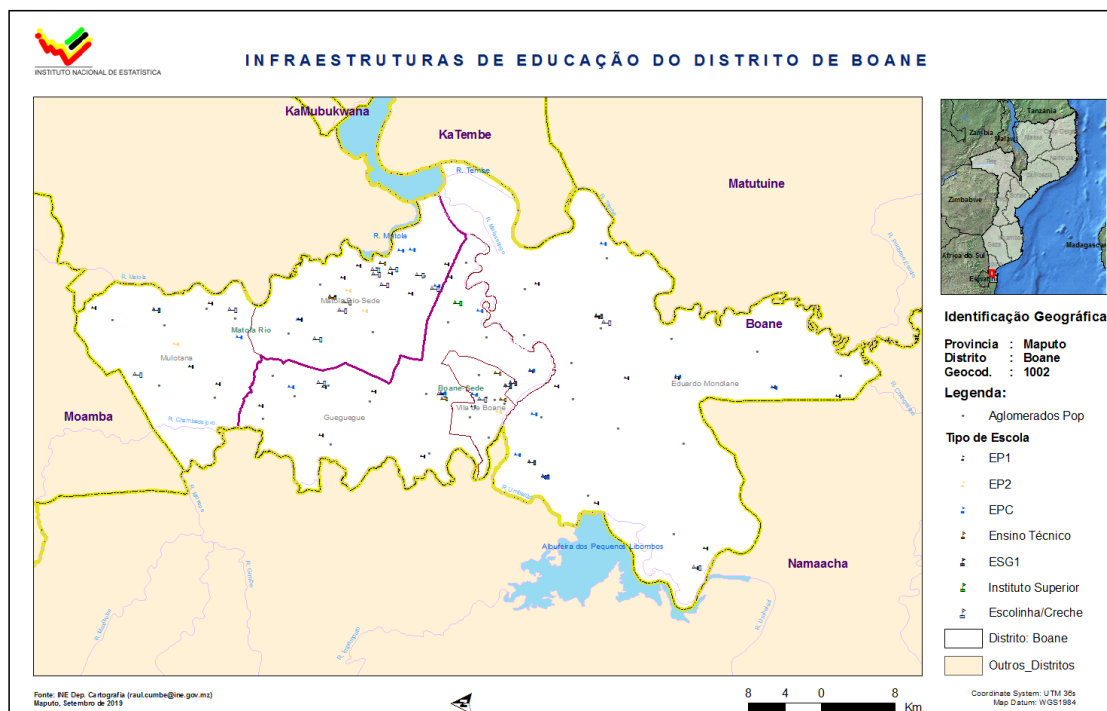 INSTITUTO NACIONAL DE ESTATÍSTICA
INFRAESTRUTURAS DE EDUCAÇÃO DO DISTRITO DE BOANE
KaMubukwana
KaTembe
R. Tembe
Matutuine
R. Matola
R. Matola
Matola Rio-Sede
Matola Rio
Boane
Mulotana
Eduardo Mondlane
Boane-Sede
Vila de Boane
Gueguegue
Moamba
R. Umbeluzi
Albufeira dos Pequenos Libombos
Namaacha
Tanzania
Zambia
Malawi
Zimbabwe
Madagascar
Africa do Sul
Identificação Geográfica
Provincia : Maputo
Distrito : Boane
Geocod. : 1002
Legenda:
Aglomerados Pop
Tipo de Escola
EP1
EP2
EPC
Ensino Técnico
ESG1
Instituto Superior
Escolinha/Creche
Distrito: Boane
Outros_Distritos
Fonte: INE Dep. Cartografia (raul.cumbe@ine.gov.mz)
Maputo, Setembro de 2019
8 4 0 8
Km
Coordinate System: UTM 36s
Map Datum: WGS1984